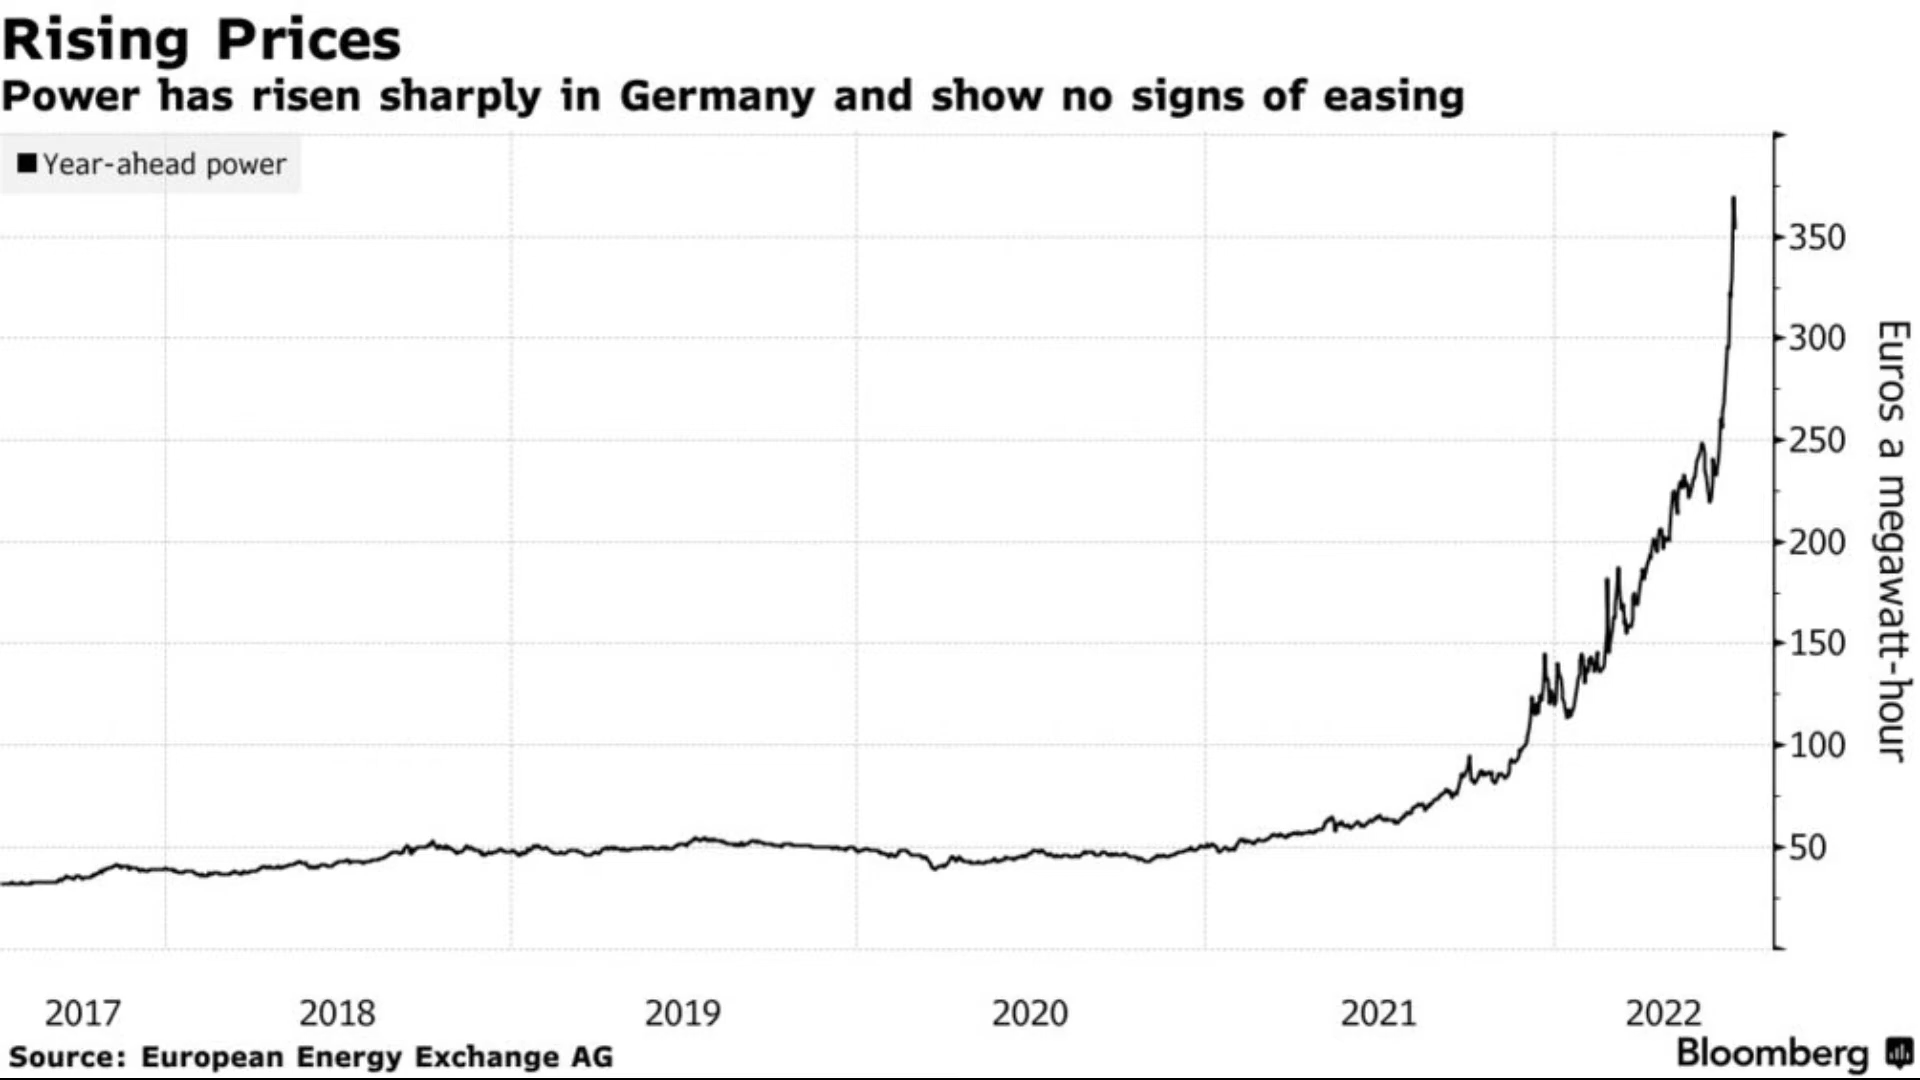 Rising Prices
Power has risen sharply in Germany and show no signs of easing
Year-ahead power
350
300
250
200
150
100
50
Euros a megawatt-hour
2017 2018 2019 2020 2021 2022
Source: European Energy Exchange AG
Bloomberg